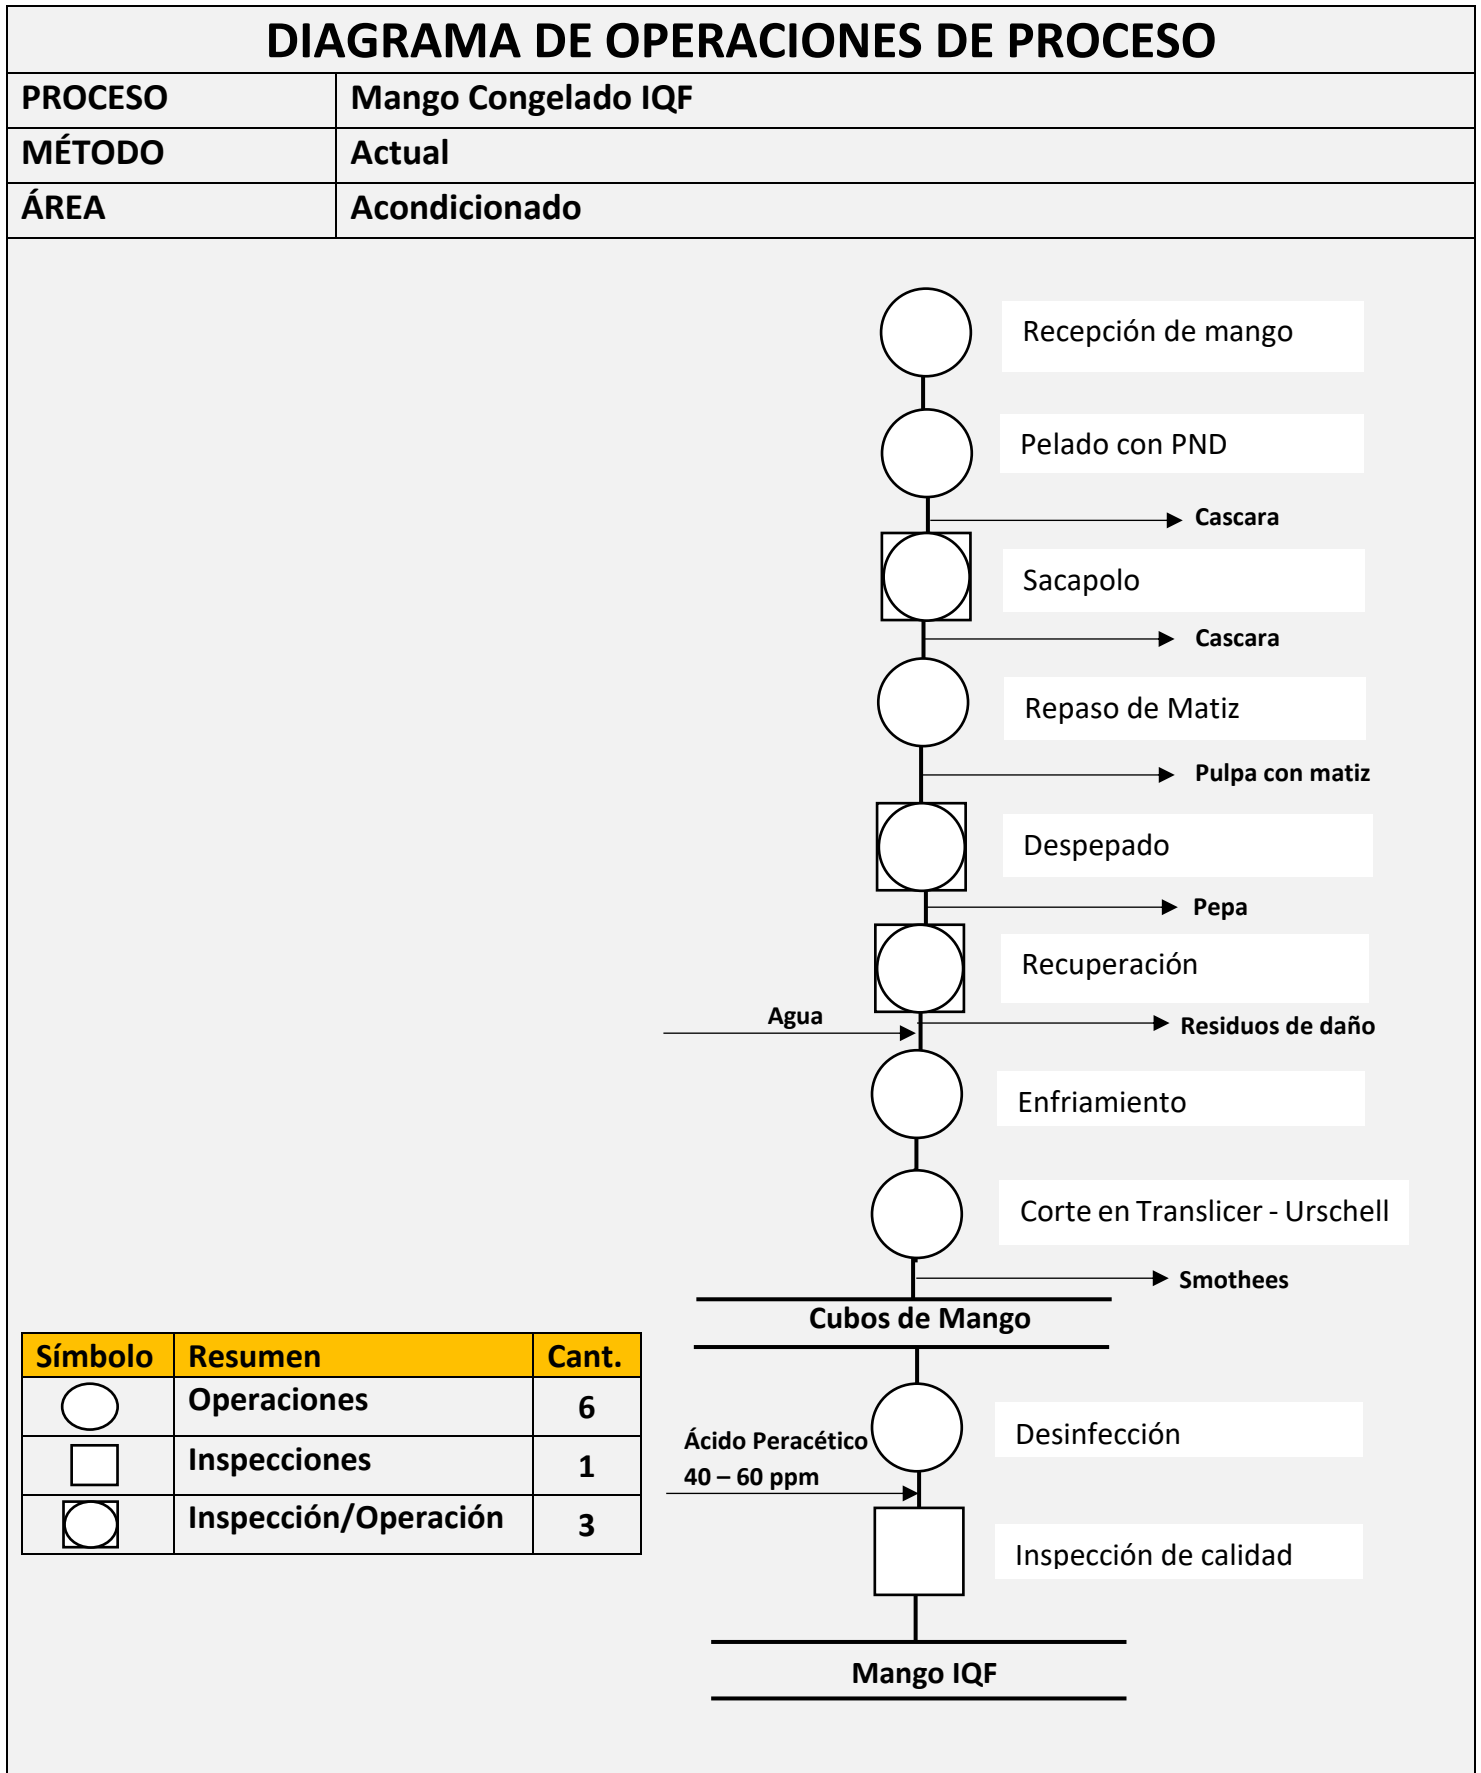 DIAGRAMA DE OPERACIONES DE PROCESO
PROCESO Mango Congelado IQF
MÉTODO Actual
ÁREA Acondicionado
Recepción de mango
Pelado con PND
Cascara
Sacapolo
Cascara
Repaso de Matiz
Pulpa con matiz
Despepado
Pepa
Recuperación
Agua
Residuos de daño
Enfriamiento
Corte en Translicer - Urschell
Smothees
Cubos de Mango
Símbolo Resumen Cant.
Operaciones 6
Inspecciones 1
Inspección/Operación 3
Desinfección
Ácido Peracético
40 – 60 ppm
Inspección de calidad
Mango IQF